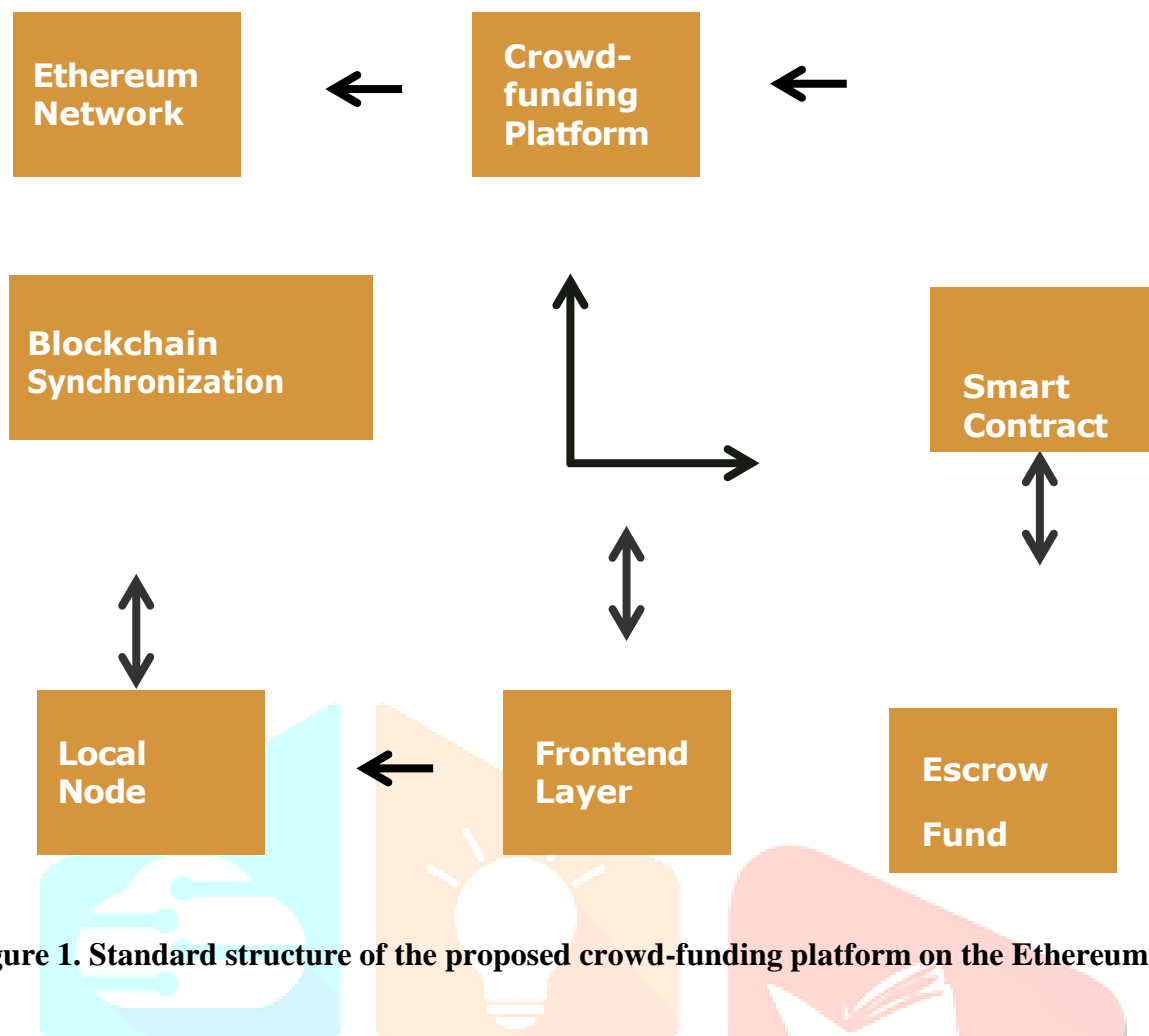 Ethereum
Network
Crowd-
funding
Platform
Blockchain
Synchronization
Smart
Contract
Local
Node
Frontend
Layer
Escrow
Fund
gure 1. Standard structure of the proposed crowd-funding platform on the Ethereum